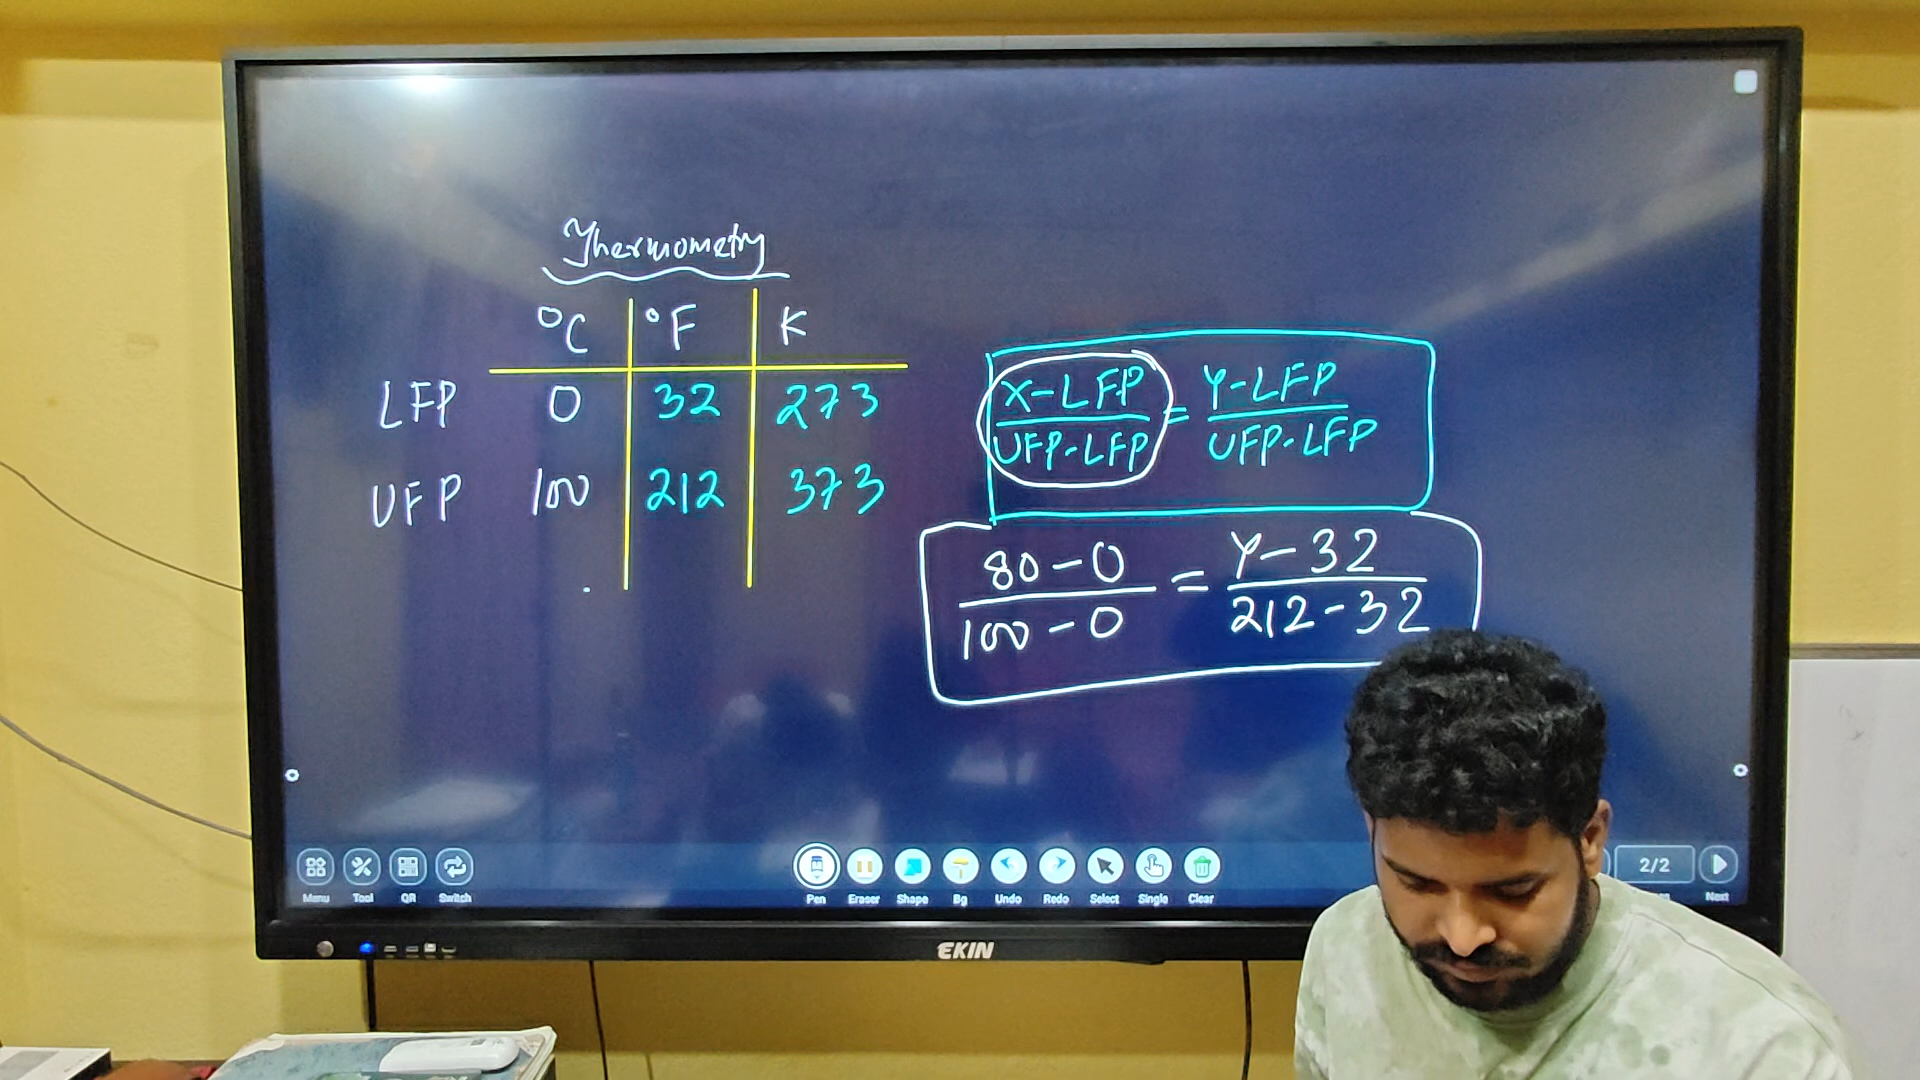 Thermometry
°C °F K
LFP 0 32 273
UFP 100 212 373
X-LFP / UFP-LFP = Y-LFP / UFP-LFP
80-0 / 100-0 = Y-32 / 212-32
Menu Tool QR Switch Pen Eraser Shape Bg Undo Redo Select Single Clear 2/2 Next
EKIN